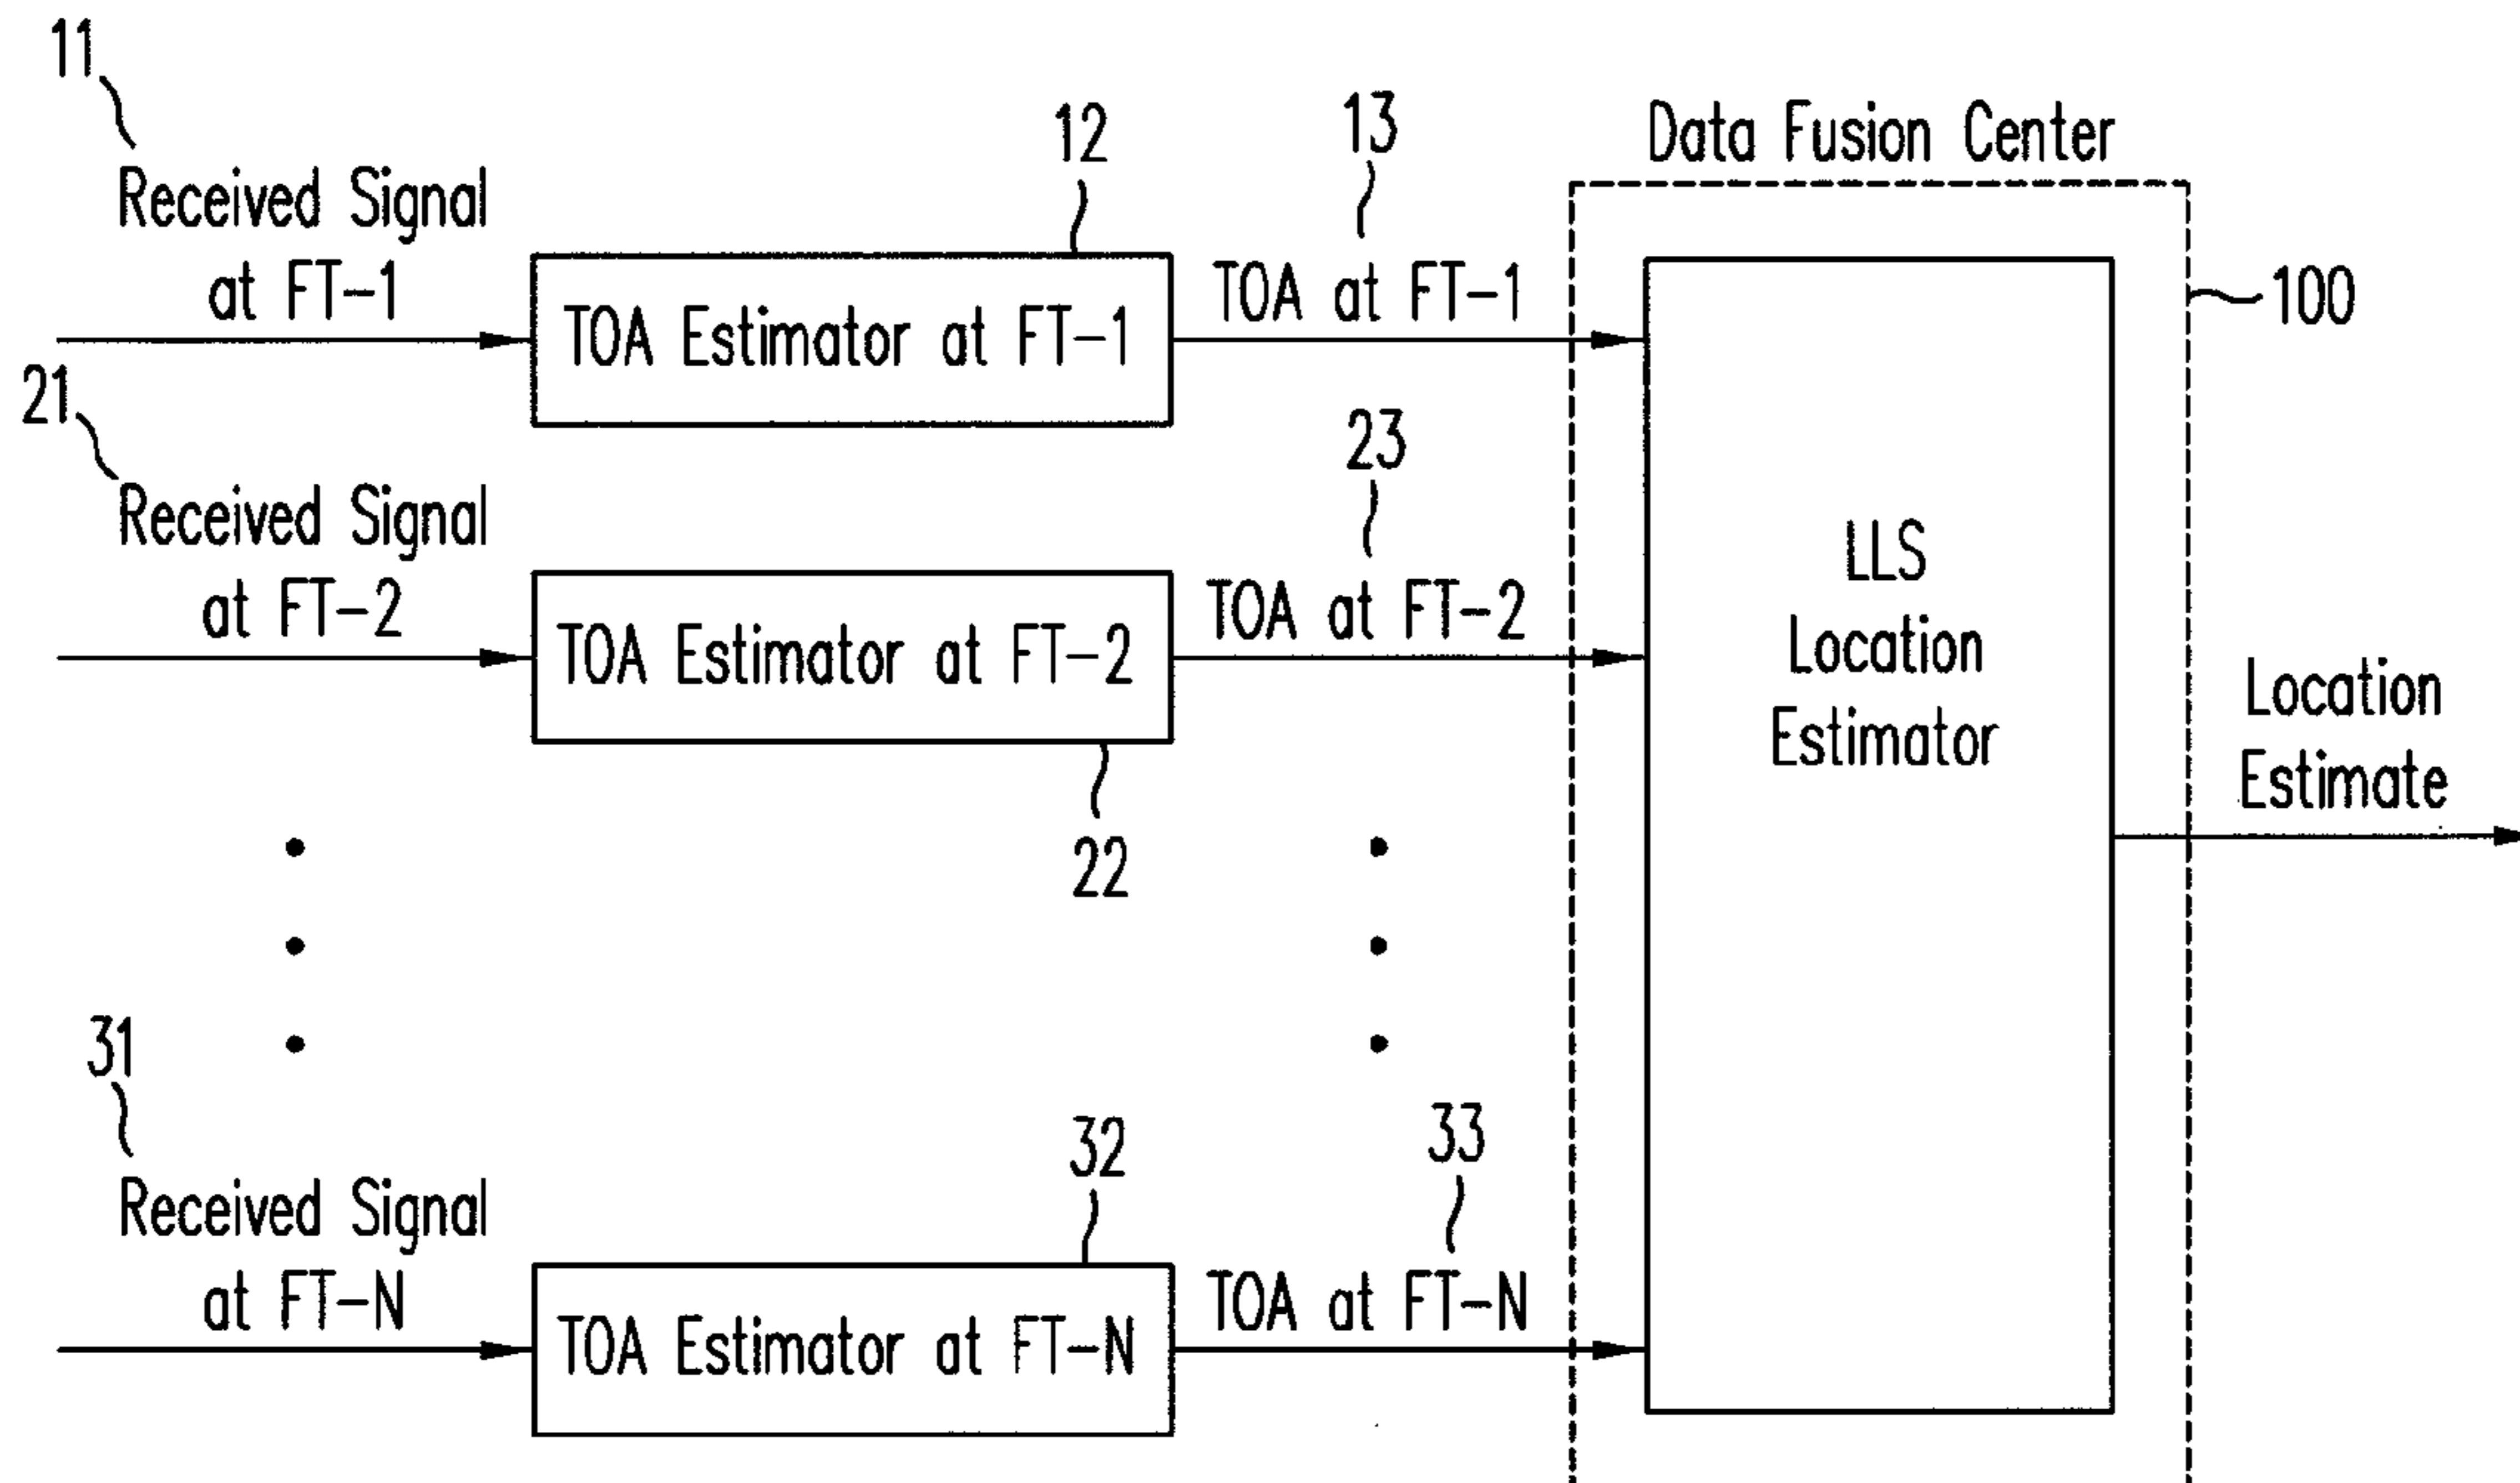 11
Received Signal
at FT-1
12
TOA Estimator at FT-1
13
TOA at FT-1
Data Fusion Center
100
21
Received Signal
at FT-2
TOA Estimator at FT-2
22
23
TOA at FT-2
LLS
Location
Estimator
Location
Estimate
31
Received Signal
at FT-N
32
TOA Estimator at FT-N
33
TOA at FT-N